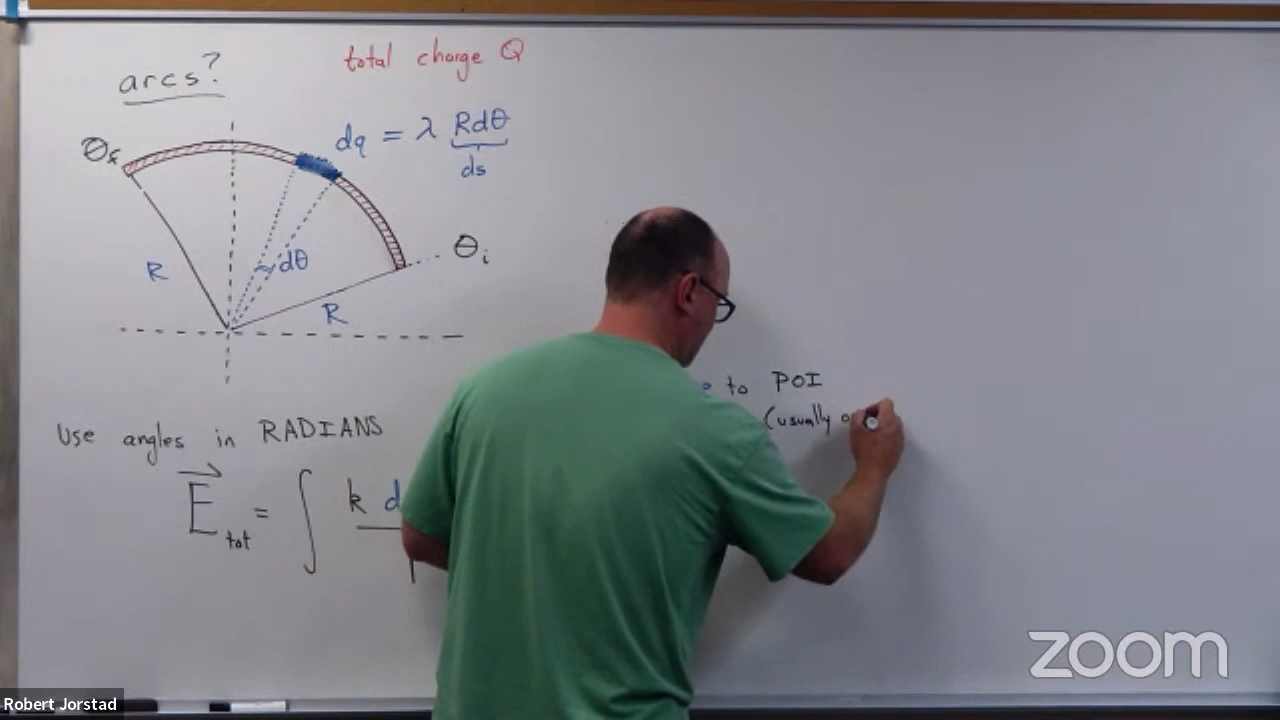 arcs?
total charge Q
θf
dq = λ Rdθ
ds
θi
dθ
R
R
to POI
(usually
Use angles in RADIANS
E tot = ∫ k d
zoom
Robert Jorstad